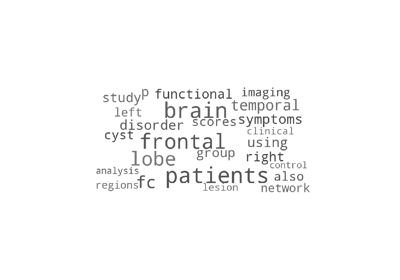 study p functional imaging
left brain temporal
disorder scores symptoms
cyst frontal clinical using
lobe group right
analysis patients control also
regions fc lesion network